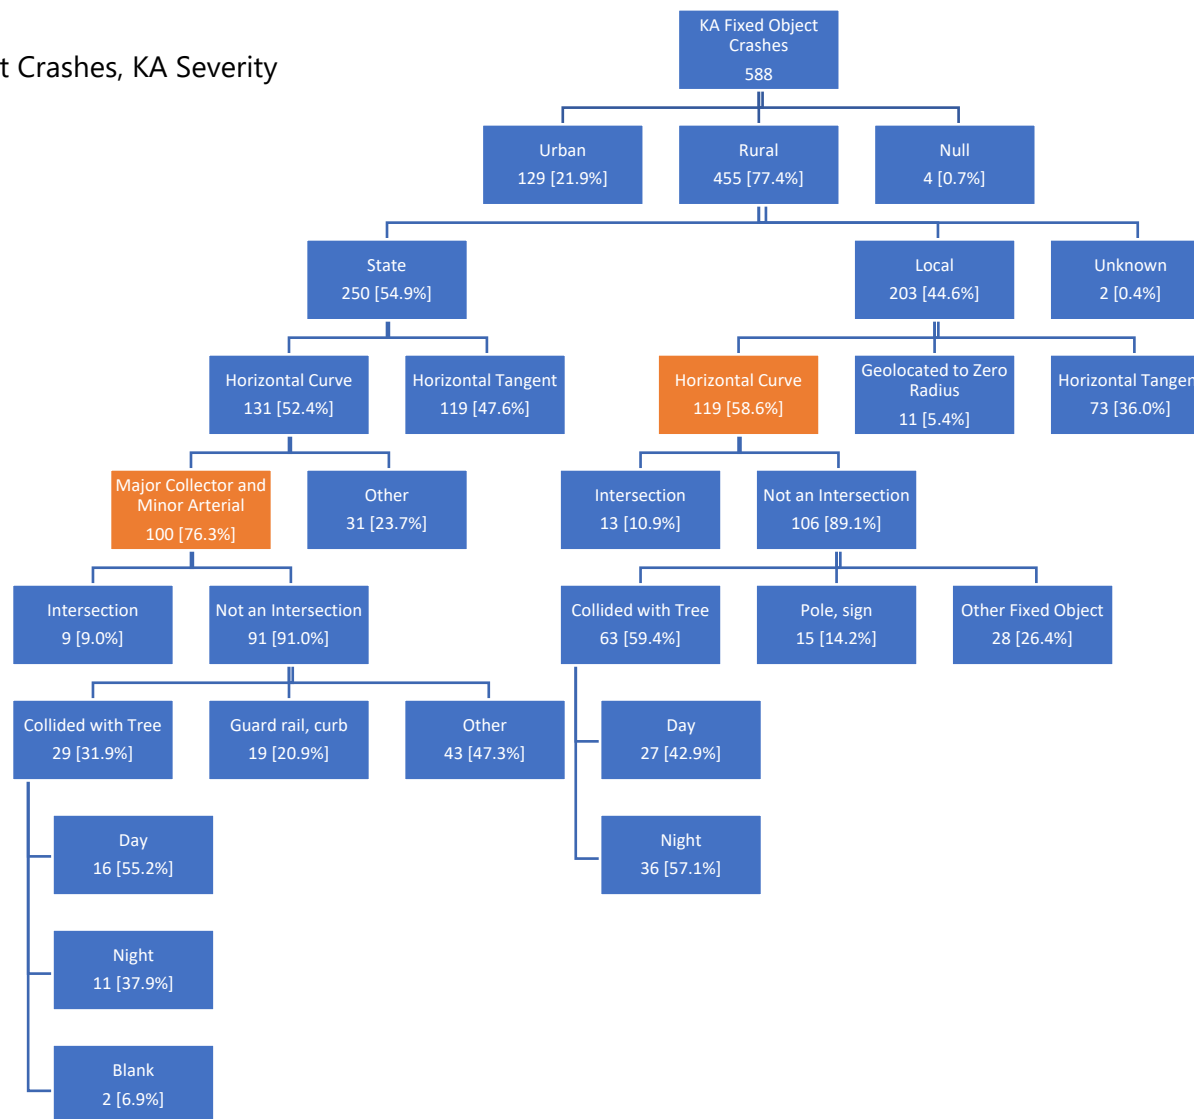 t Crashes, KA Severity
KA Fixed Object
Crashes
588
Urban
129 [21.9%]
Rural
455 [77.4%]
Null
4 [0.7%]
State
250 [54.9%]
Local
203 [44.6%]
Unknown
2 [0.4%]
Horizontal Curve
131 [52.4%]
Horizontal Tangent
119 [47.6%]
Horizontal Curve
119 [58.6%]
Geolocated to Zero
Radius
11 [5.4%]
Horizontal Tangen
73 [36.0%]
Major Collector and
Minor Arterial
100 [76.3%]
Other
31 [23.7%]
Intersection
13 [10.9%]
Not an Intersection
106 [89.1%]
Intersection
9 [9.0%]
Not an Intersection
91 [91.0%]
Collided with Tree
63 [59.4%]
Pole, sign
15 [14.2%]
Other Fixed Object
28 [26.4%]
Collided with Tree
29 [31.9%]
Guard rail, curb
19 [20.9%]
Other
43 [47.3%]
Day
27 [42.9%]
Day
16 [55.2%]
Night
36 [57.1%]
Night
11 [37.9%]
Blank
2 [6.9%]